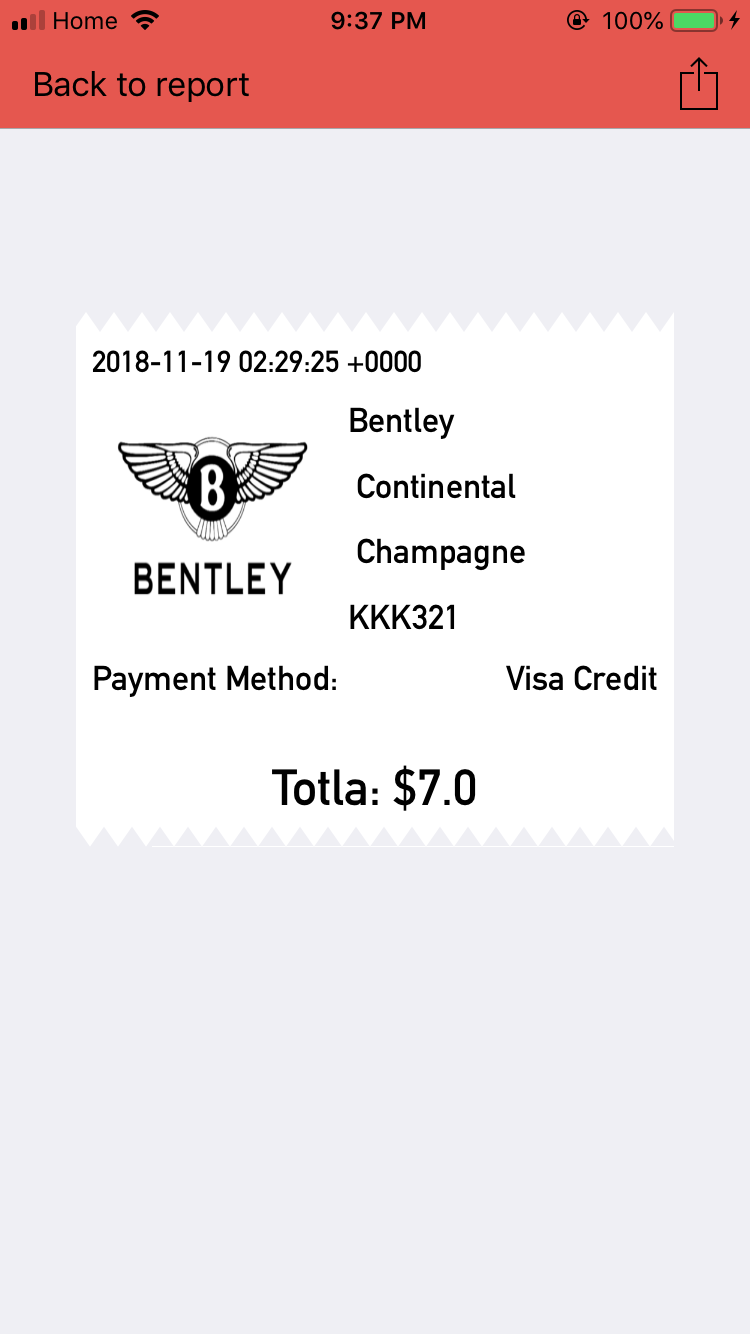 Home 9:37 PM 100%
Back to report
2018-11-19 02:29:25 +0000
Bentley
Continental
B
Champagne
BENTLEY
KKK321
Payment Method: Visa Credit
Totla: $7.0